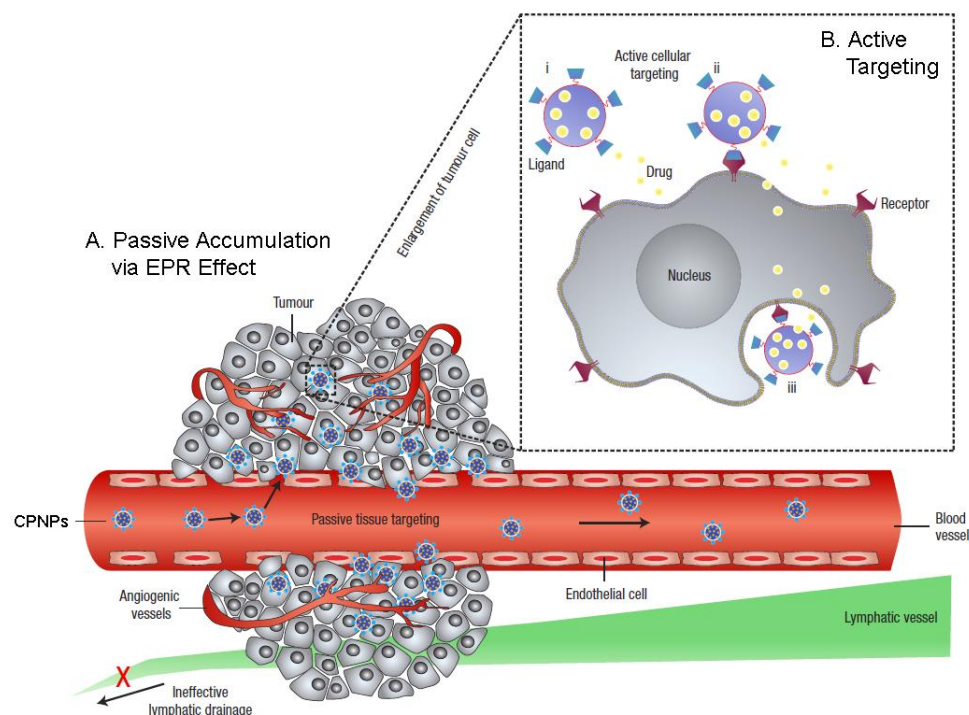 B. Active
Targeting
Active cellular
targeting
i
ii
Ligand
Drug
Receptor
Nucleus
iii
Enlargement of tumour cell
A. Passive Accumulation
via EPR Effect
Tumour
CPNPs
Passive tissue targeting
Blood
vessel
Angiogenic
vessels
Endothelial cell
Lymphatic vessel
X
Ineffective
lymphatic drainage